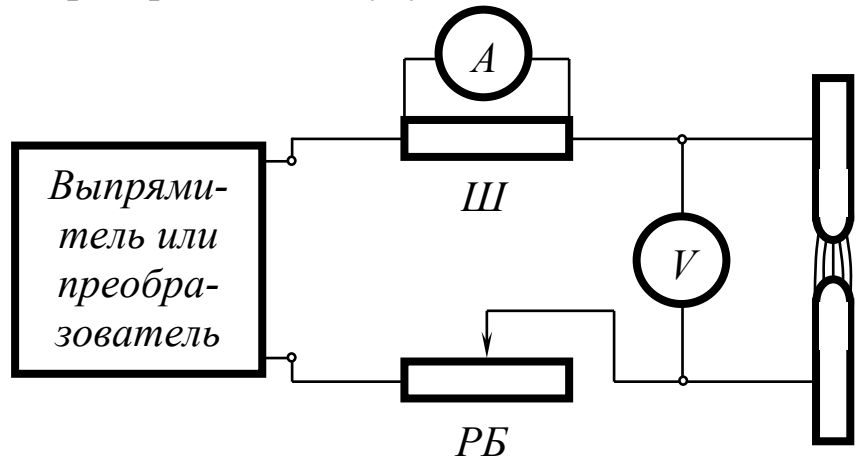 А
Выпрями-
тель или
преобра-
зователь
Ш
V
РБ